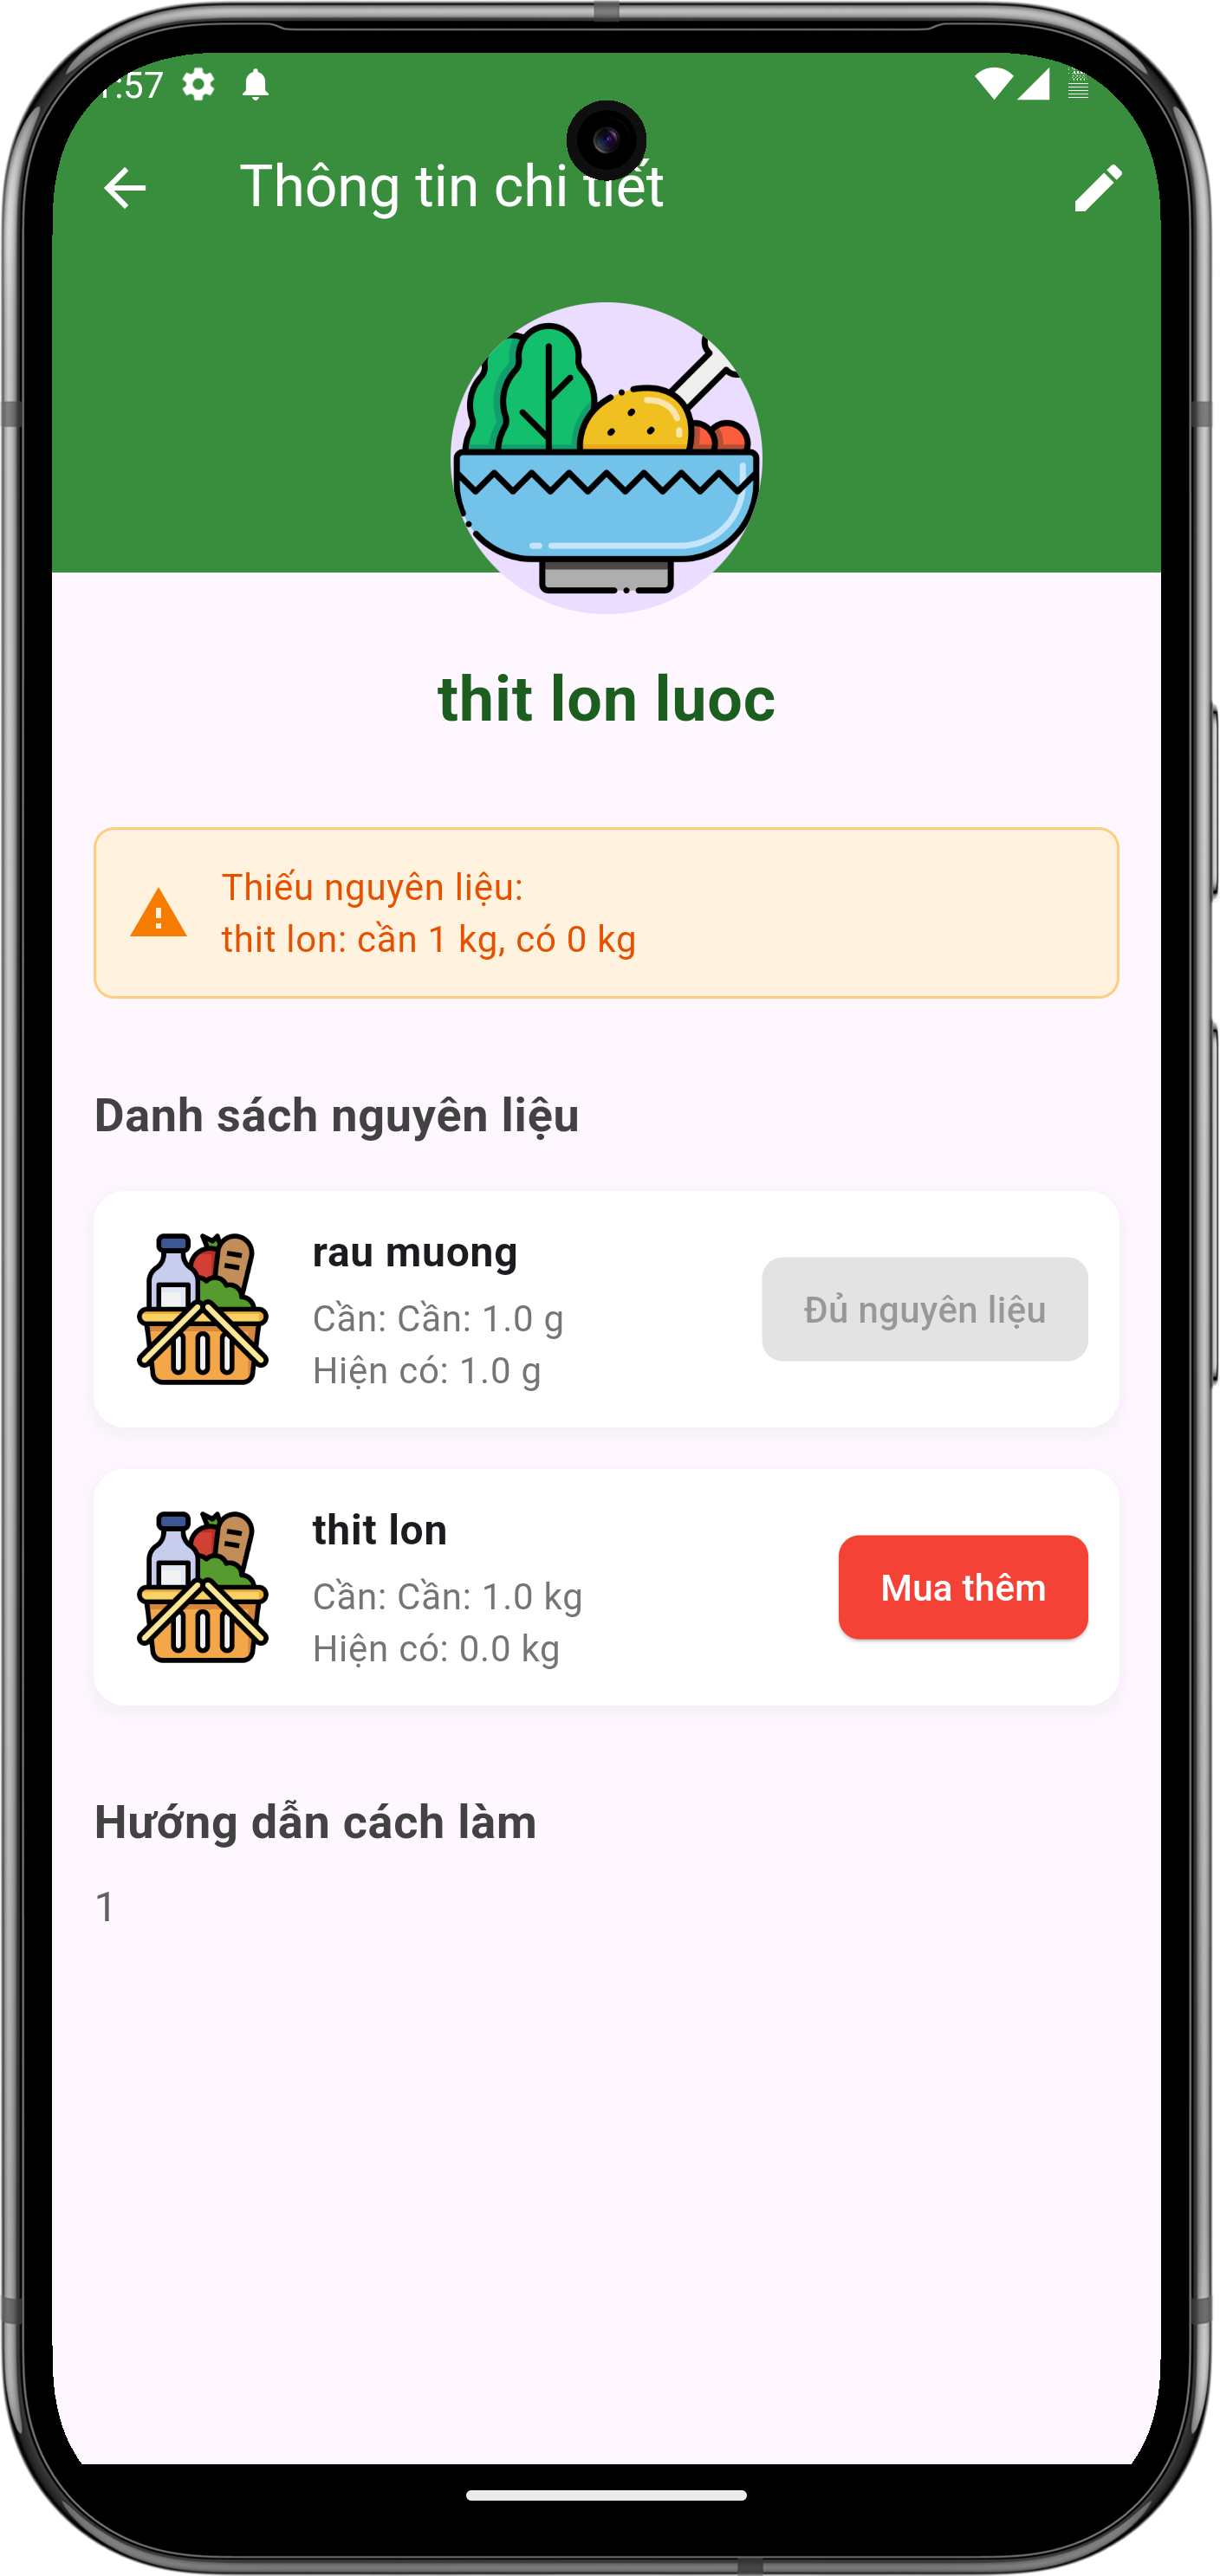 :57
Thông tin chi tiết
thit lon luoc
Thiếu nguyên liệu:
thit lon: cần 1 kg, có 0 kg
Danh sách nguyên liệu
rau muong
Cần: Cần: 1.0 g
Hiện có: 1.0 g
Đủ nguyên liệu
thit lon
Cần: Cần: 1.0 kg
Hiện có: 0.0 kg
Mua thêm
Hướng dẫn cách làm
1